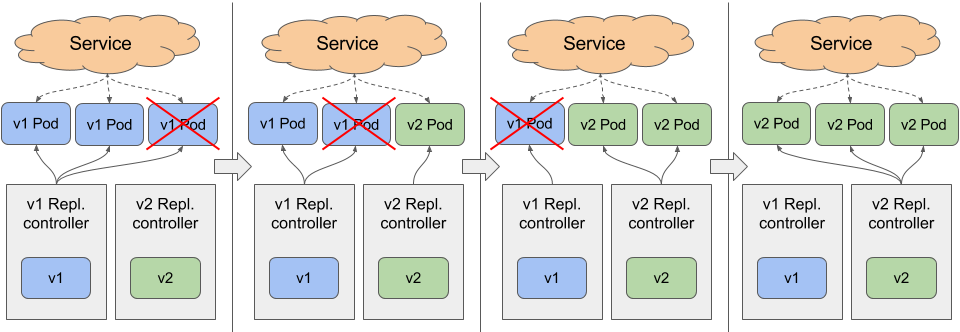 Service
v1 Pod
v1 Pod
v1 Pod
v1 Repl.
controller
v1
v2 Repl.
controller
v2
Service
v1 Pod
v1 Pod
v2 Pod
v1 Repl.
controller
v1
v2 Repl.
controller
v2
Service
v1 Pod
v2 Pod
v2 Pod
v1 Repl.
controller
v1
v2 Repl.
controller
v2
Service
v2 Pod
v2 Pod
v2 Pod
v1 Repl.
controller
v1
v2 Repl.
controller
v2